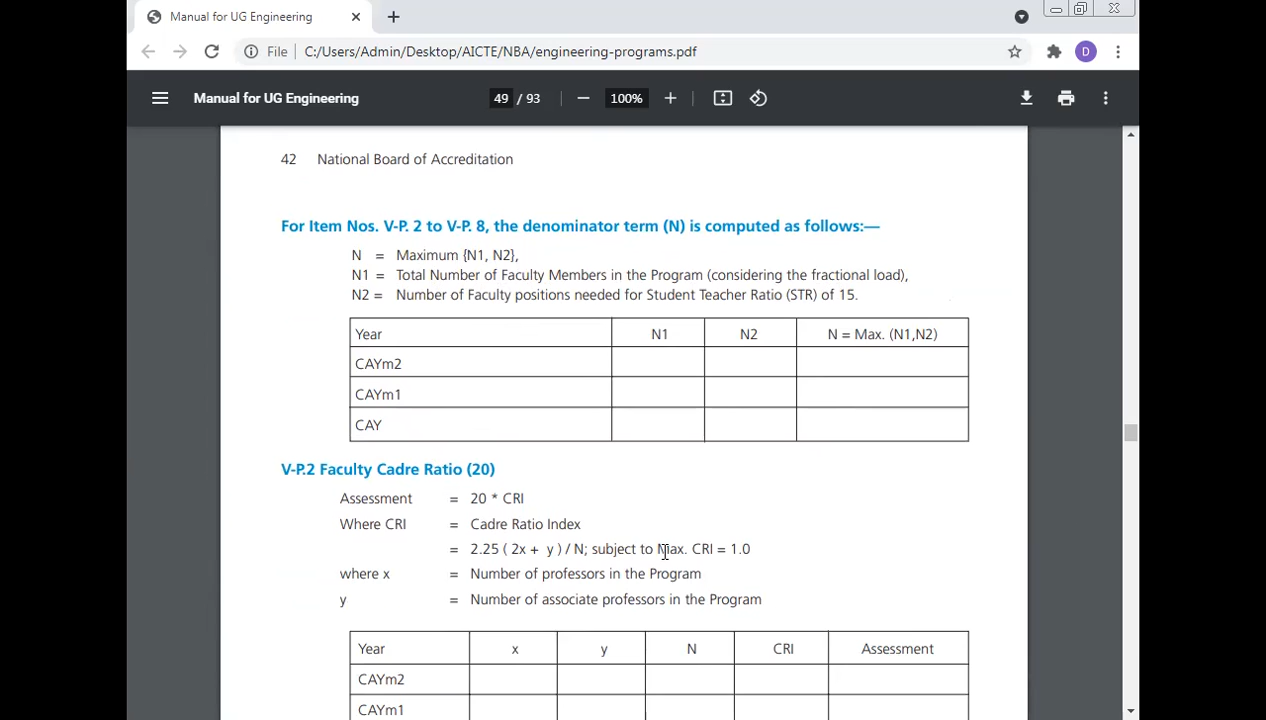 Manual for UG Engineering
File C:/Users/Admin/Desktop/AICTE/NBA/engineering-programs.pdf
D
Manual for UG Engineering 49 / 93 100%
42 National Board of Accreditation
For Item Nos. V-P. 2 to V-P. 8, the denominator term (N) is computed as follows:—
N = Maximum {N1, N2},
N1 = Total Number of Faculty Members in the Program (considering the fractional load),
N2 = Number of Faculty positions needed for Student Teacher Ratio (STR) of 15.
Year N1 N2 N = Max. (N1,N2)
CAYm2
CAYm1
CAY
V-P.2 Faculty Cadre Ratio (20)
Assessment = 20 * CRI
Where CRI = Cadre Ratio Index
= 2.25 ( 2x + y ) / N; subject to Max. CRI = 1.0
where x = Number of professors in the Program
y = Number of associate professors in the Program
Year x y N CRI Assessment
CAYm2
CAYm1